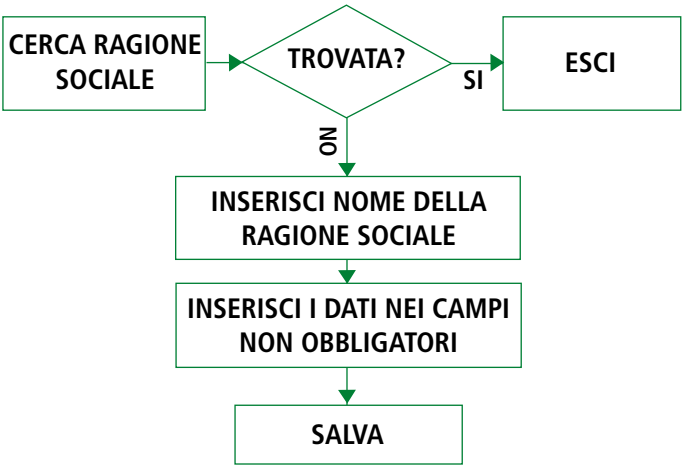 CERCA RAGIONE
SOCIALE
TROVATA?
SI
ESCI
NO
INSERISCI NOME DELLA
RAGIONE SOCIALE
INSERISCI I DATI NEI CAMPI
NON OBBLIGATORI
SALVA